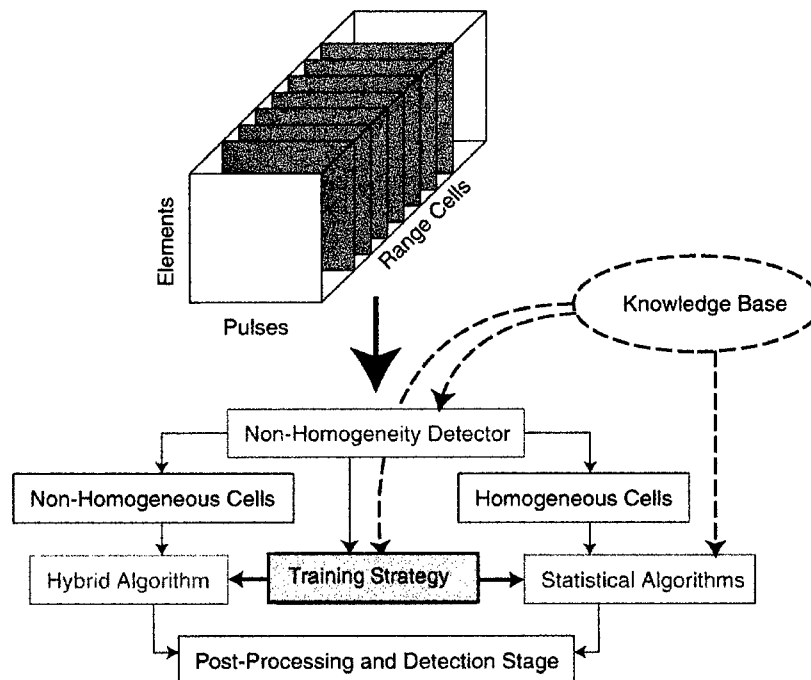 Elements
Range Cells
Pulses
Knowledge Base
Non-Homogeneity Detector
Non-Homogeneous Cells
Homogeneous Cells
Hybrid Algorithm
Training Strategy
Statistical Algorithms
Post-Processing and Detection Stage